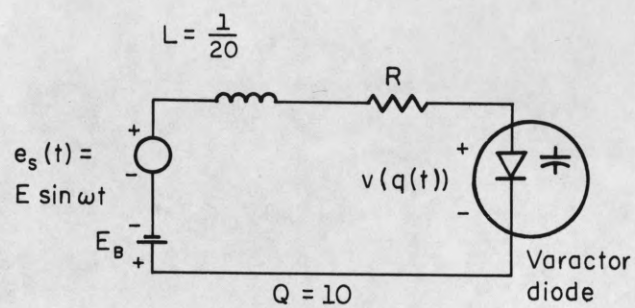 L = 1/20
R
+
e_s(t) =
-
E sin ωt
+
v(q(t))
-
-
E_B
+
Q = 10
Varactor
diode